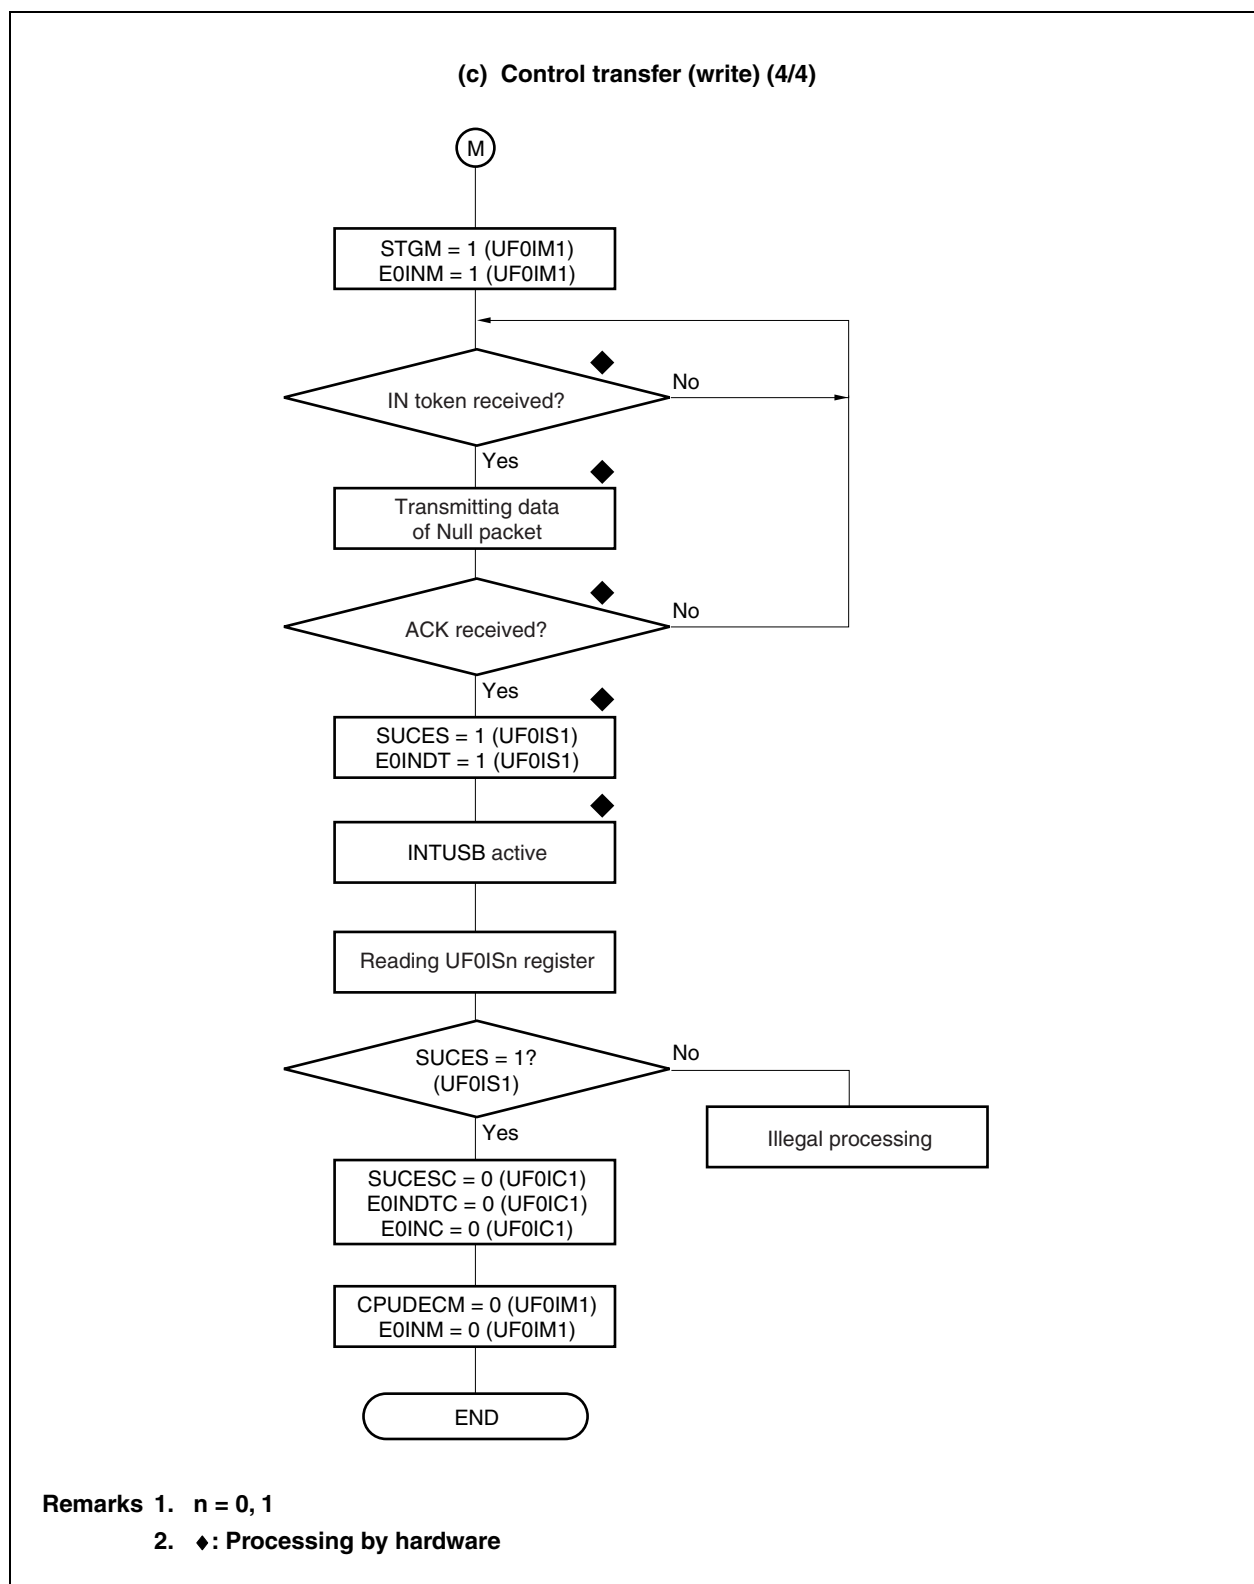 (c) Control transfer (write) (4/4)
M
STGM = 1 (UF0IM1)
E0INM = 1 (UF0IM1)
IN token received?
No
Yes
Transmitting data
of Null packet
ACK received?
No
Yes
SUCES = 1 (UF0IS1)
E0INDT = 1 (UF0IS1)
INTUSB active
Reading UF0ISn register
SUCES = 1?
(UF0IS1)
No
Illegal processing
Yes
SUCESC = 0 (UF0IC1)
E0INDTC = 0 (UF0IC1)
E0INC = 0 (UF0IC1)
CPUDECM = 0 (UF0IM1)
E0INM = 0 (UF0IM1)
END
Remarks 1. n = 0, 1
2. ♦: Processing by hardware